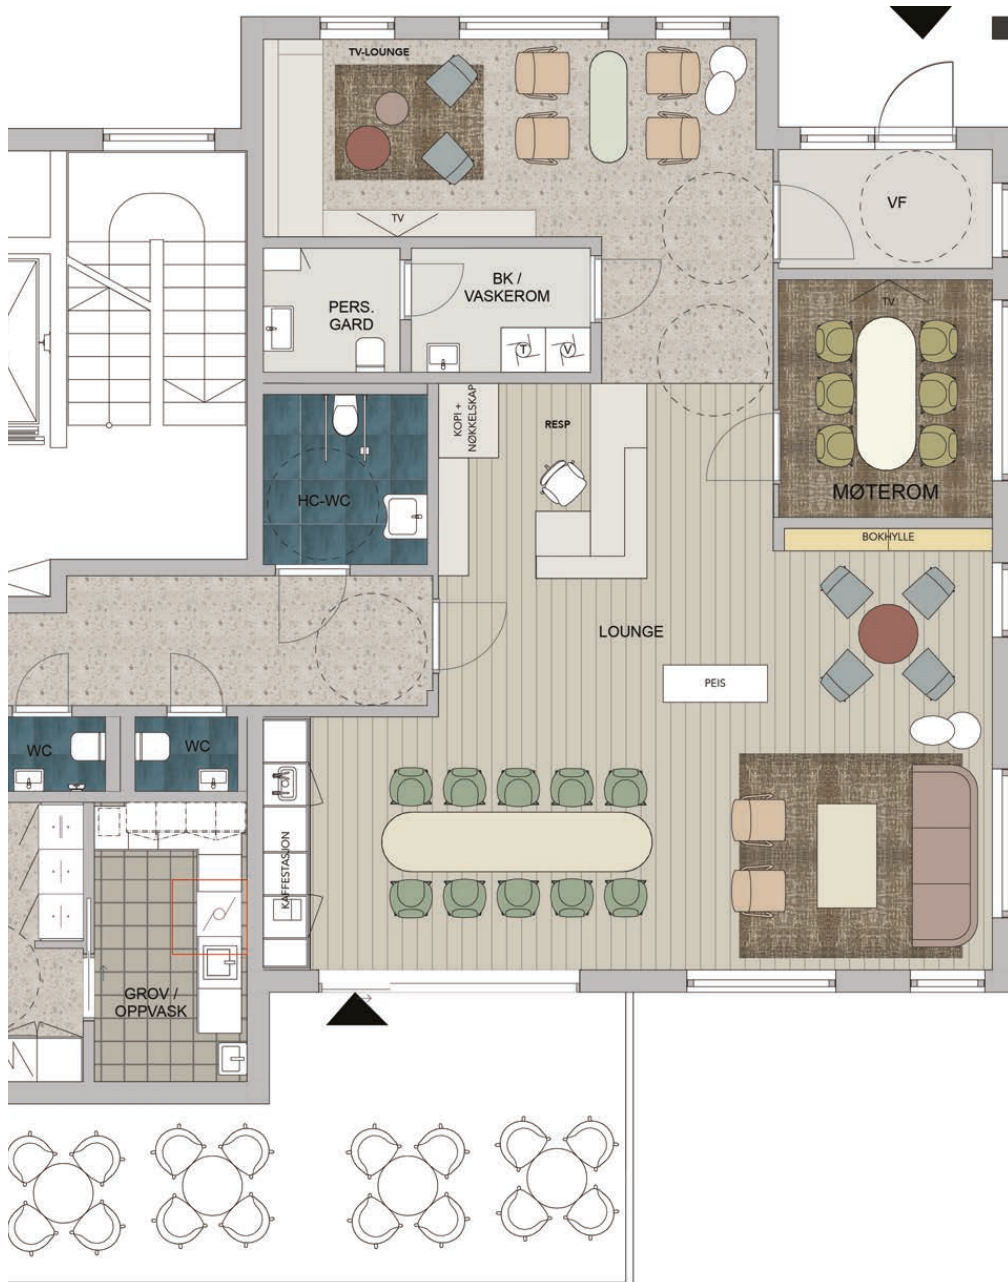 TV-LOUNGE
TV
VF
BK /
VASKEROM
PERS.
GARD
T
V
TV
KOPI +
NØKKELSKAP
RESP
HC-WC
MØTEROM
BOKHYLLE
LOUNGE
PEIS
WC
WC
KAFFESTASJON
GROV /
OPPVASK